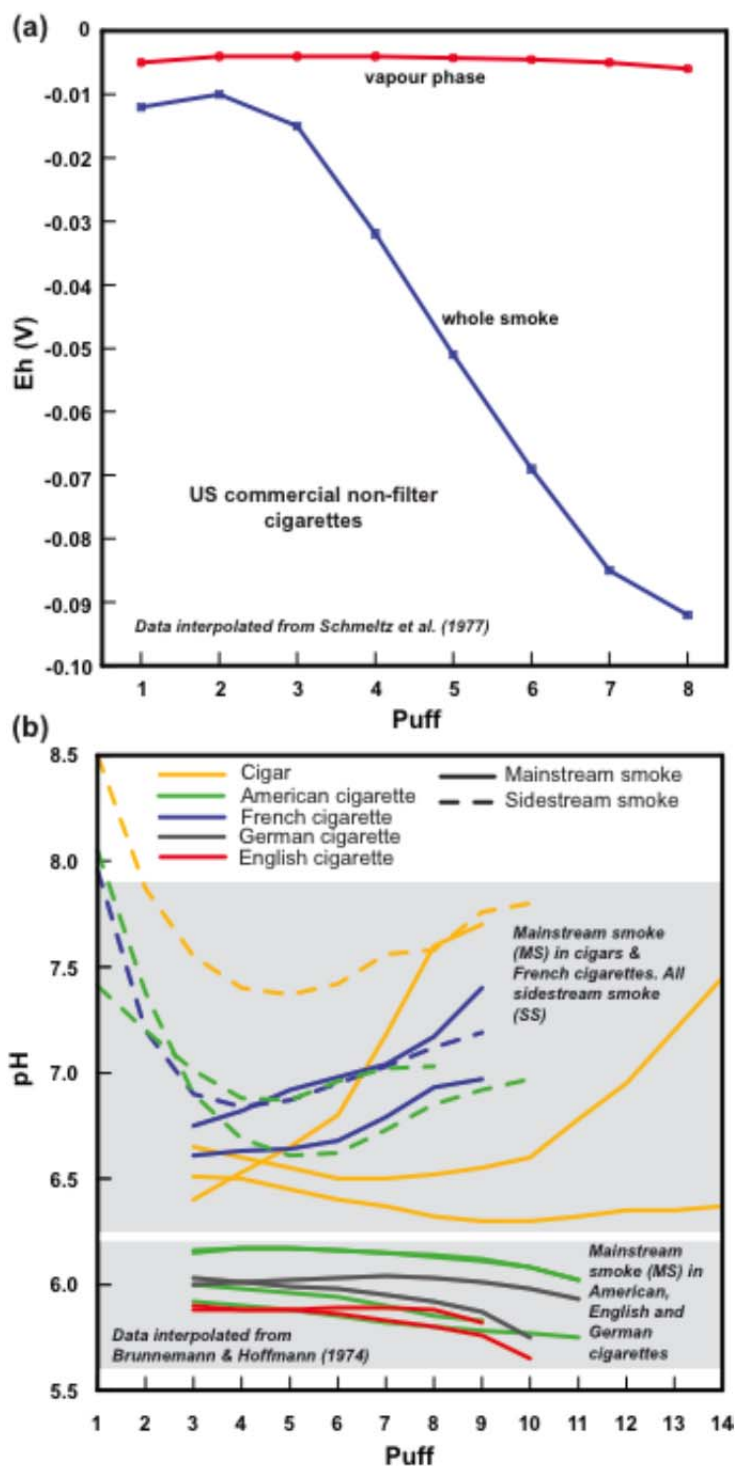 (a)
0
-0.01
-0.02
-0.03
-0.04
-0.05
-0.06
-0.07
-0.08
-0.09
-0.10
Eh (V)
vapour phase
whole smoke
US commercial non-filter
cigarettes
Data interpolated from Schmeltz et al. (1977)
1 2 3 4 5 6 7 8
Puff
(b)
8.5
8.0
7.5
7.0
6.5
6.0
5.5
pH
Cigar
American cigarette
French cigarette
German cigarette
English cigarette
Mainstream smoke
Sidestream smoke
Mainstream smoke
(MS) in cigars &
French cigarettes. All
sidestream smoke
(SS)
Mainstream
smoke (MS) in
American,
English and
German
cigarettes
Data interpolated from
Brunnemann & Hoffmann (1974)
1 2 3 4 5 6 7 8 9 10 11 12 13 14
Puff